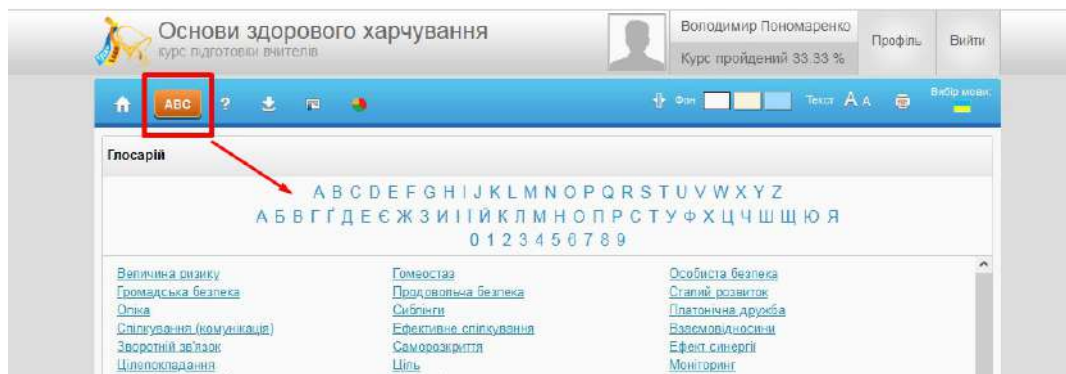 Основи здорового харчування
курс підготовки вчителів
Володимир Пономаренко
Курс пройдений 33.33 %
Профіль
Вийти
ABC
?
Фон
Текст A A
Вибір мови:
Глосарій
A B C D E F G H I J K L M N O P Q R S T U V W X Y Z
А Б В Г Ґ Д Е Є Ж З И І Ї Й К Л М Н О П Р С Т У Ф Х Ц Ч Ш Щ Ю Я
0 1 2 3 4 5 6 7 8 9
Величина ризику Гомеостаз Особиста безпека
Громадська безпека Продовольча безпека Сталий розвиток
Опіка Сиблінги Платонічна дружба
Спілкування (комунікація) Ефективне спілкування Взаємовідносини
Зворотній зв'язок Саморозкриття Ефект синергії
Цілепокладання Ціль Моніторинг